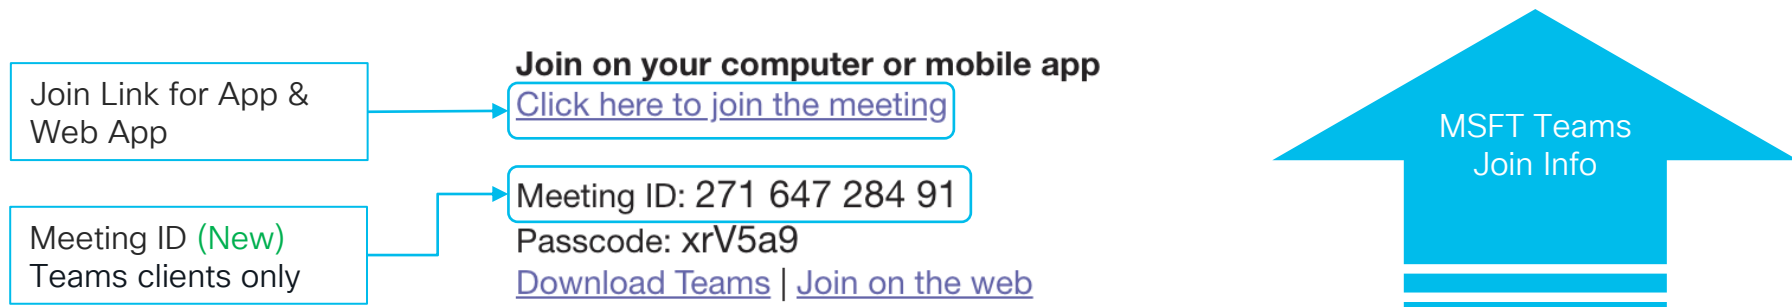 Join Link for App &
Web App
Join on your computer or mobile app
Click here to join the meeting
Meeting ID (New)
Teams clients only
Meeting ID: 271 647 284 91
Passcode: xrV5a9
Download Teams | Join on the web
MSFT Teams
Join Info